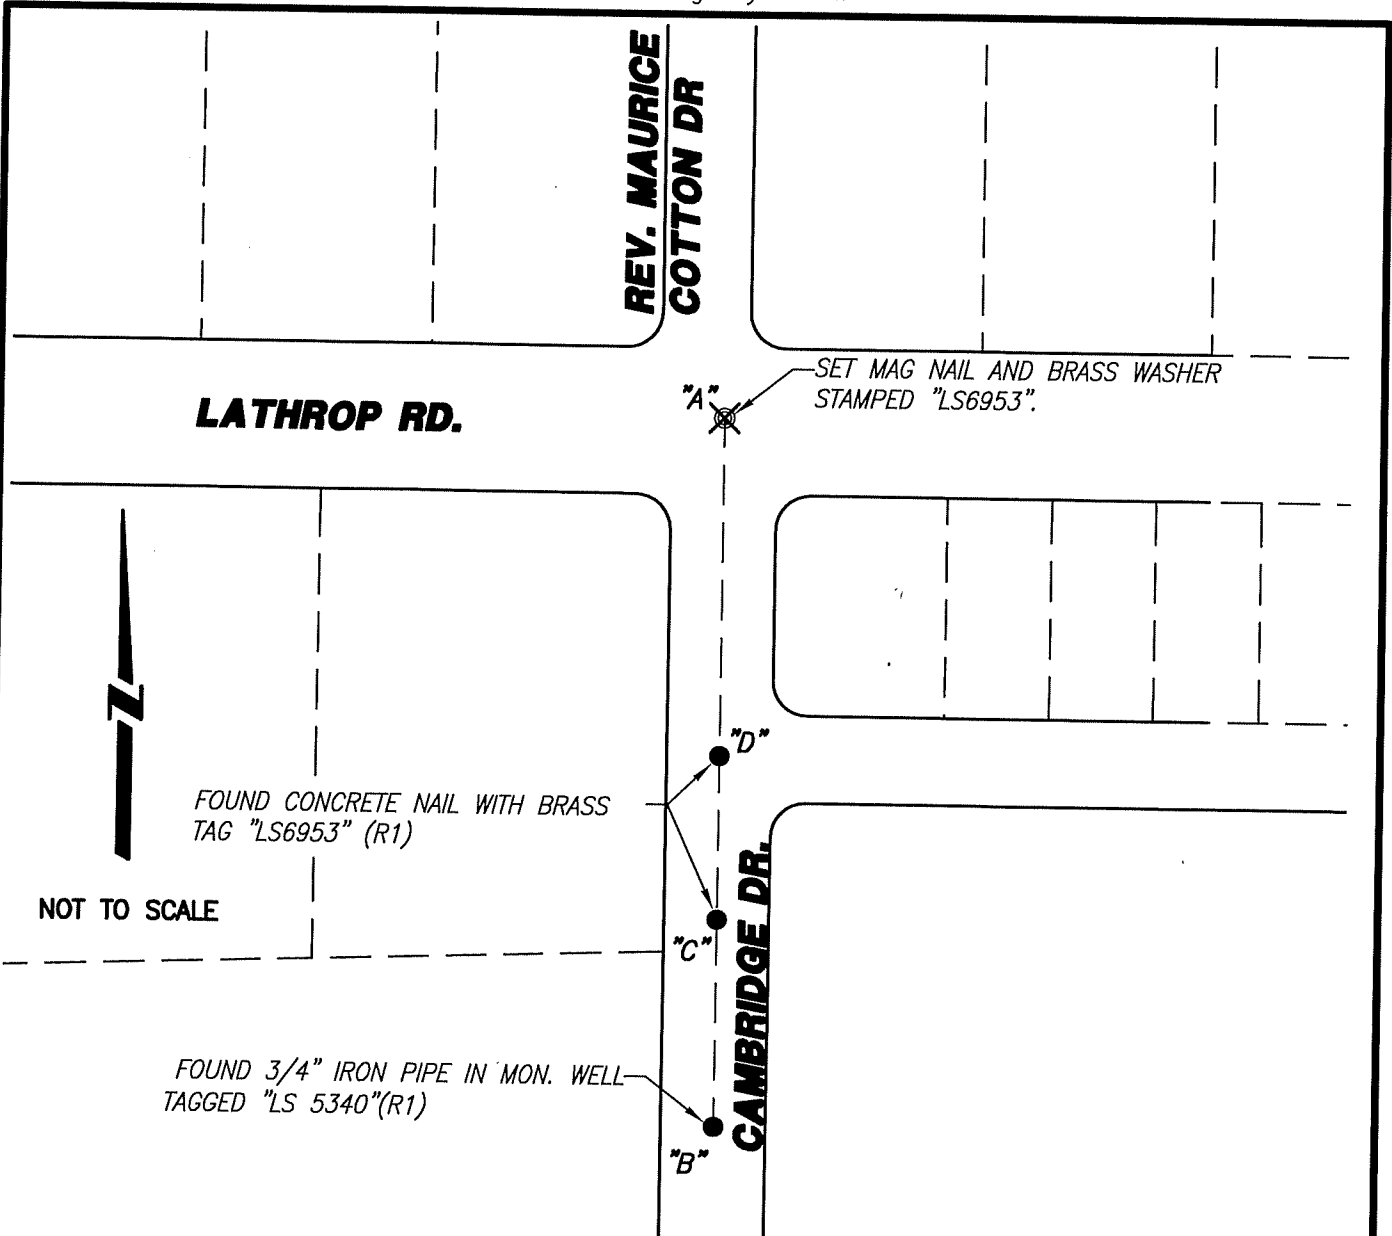 REV. MAURICE
COTTON DR
SET MAG NAIL AND BRASS WASHER
STAMPED "LS6953".
"A"
LATHROP RD.
"D"
FOUND CONCRETE NAIL WITH BRASS
TAG "LS6953" (R1)
Z
NOT TO SCALE
"C"
CAMBRIDGE DR.
FOUND 3/4" IRON PIPE IN MON. WELL
TAGGED "LS 5340"(R1)
"B"